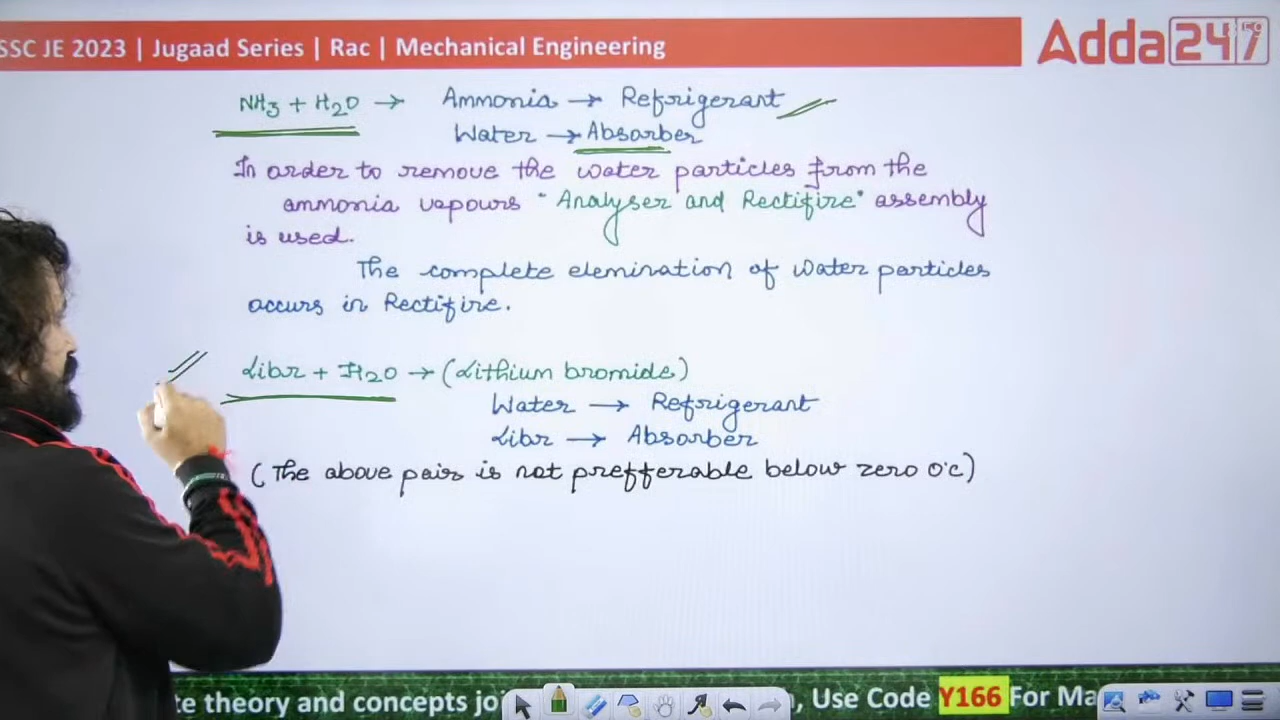 SSC JE 2023 | Jugaad Series | Rac | Mechanical Engineering
Adda 247
NH3 + H2O → Ammonia → Refrigerant
Water → Absorber
In order to remove the water particles from the
ammonia vapours "Analyser and Rectifire" assembly
is used.
The complete elemination of water particles
occurs in Rectifire.
Libr + H2O → (Lithium bromide)
Water → Refrigerant
Libr → Absorber
(The above pair is not prefferable below zero 0°c)
te theory and concepts joi , Use Code Y166 For Ma